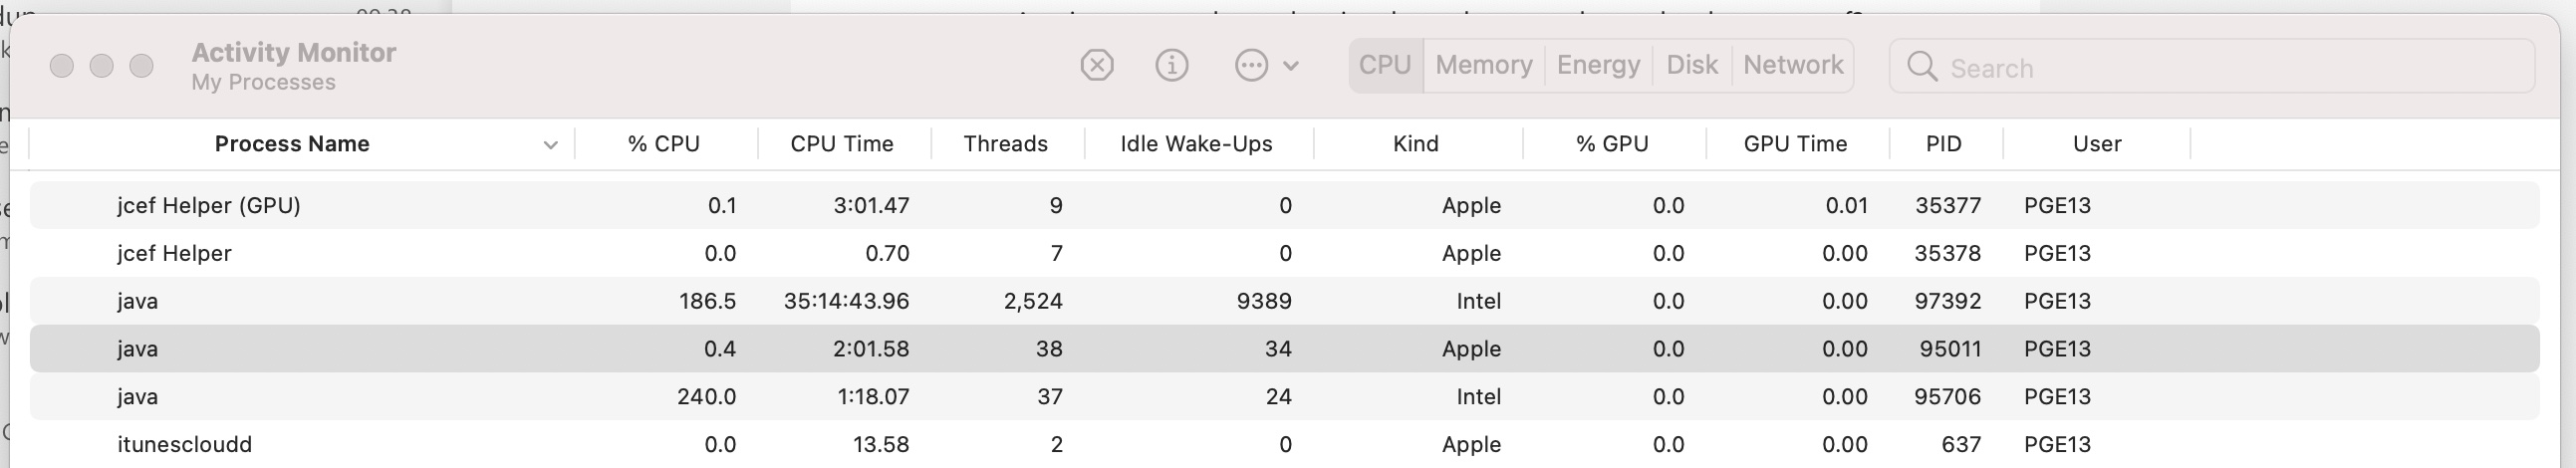 Activity Monitor
My Processes
CPU Memory Energy Disk Network Search
Process Name % CPU CPU Time Threads Idle Wake-Ups Kind % GPU GPU Time PID User
jcef Helper (GPU) 0.1 3:01.47 9 0 Apple 0.0 0.01 35377 PGE13
jcef Helper 0.0 0.70 7 0 Apple 0.0 0.00 35378 PGE13
java 186.5 35:14:43.96 2,524 9389 Intel 0.0 0.00 97392 PGE13
java 0.4 2:01.58 38 34 Apple 0.0 0.00 95011 PGE13
java 240.0 1:18.07 37 24 Intel 0.0 0.00 95706 PGE13
itunescloudd 0.0 13.58 2 0 Apple 0.0 0.00 637 PGE13